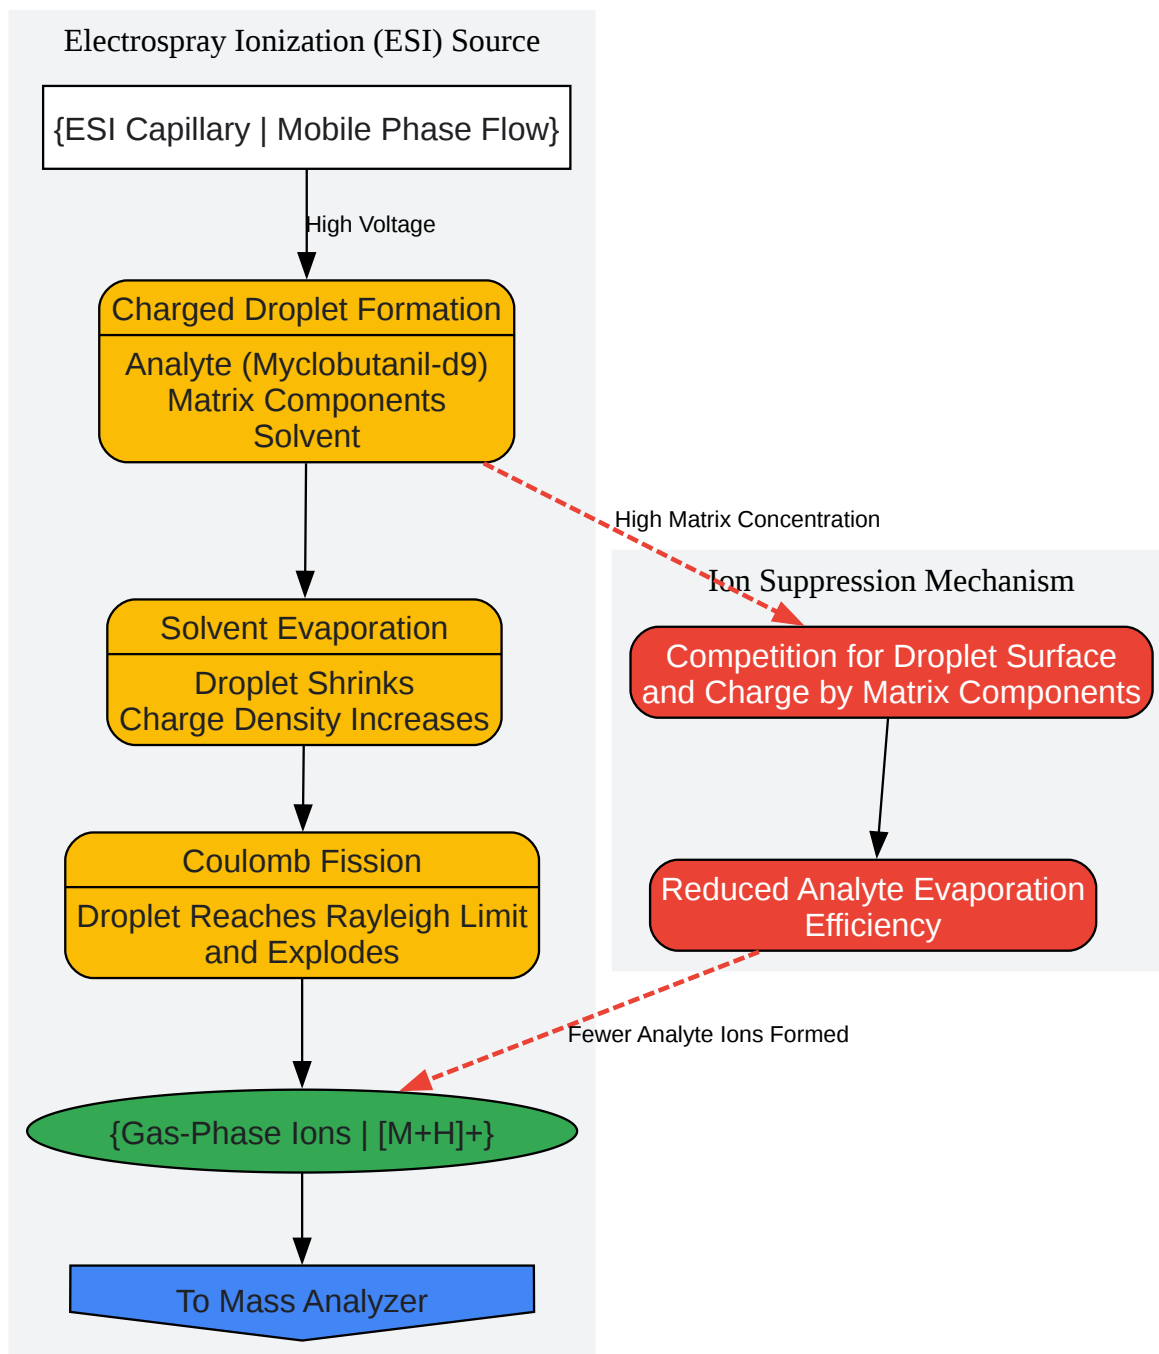 Electrospray Ionization (ESI) Source
{ESI Capillary | Mobile Phase Flow}
High Voltage
Charged Droplet Formation
Analyte (Myclobutanil-d9)
Matrix Components
Solvent
High Matrix Concentration
Ion Suppression Mechanism
Competition for Droplet Surface
and Charge by Matrix Components
Solvent Evaporation
Droplet Shrinks
Charge Density Increases
Coulomb Fission
Droplet Reaches Rayleigh Limit
and Explodes
Reduced Analyte Evaporation
Efficiency
Fewer Analyte Ions Formed
{Gas-Phase Ions | [M+H]+}
To Mass Analyzer